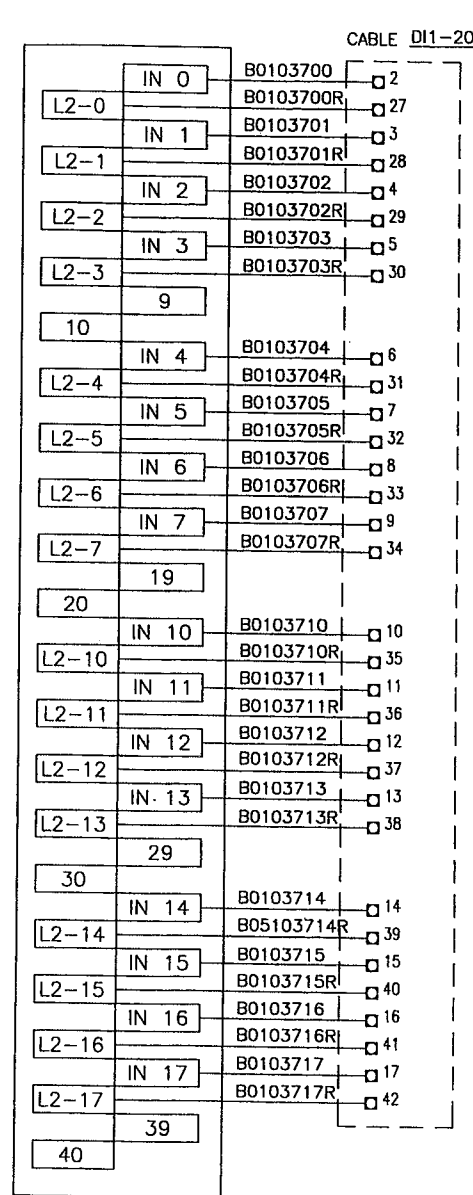 CABLE DI1-20
IN 0 B0103700 2
L2-0 B0103700R 27
IN 1 B0103701 3
L2-1 B0103701R 28
IN 2 B0103702 4
L2-2 B0103702R 29
IN 3 B0103703 5
L2-3 B0103703R 30
9
10
IN 4 B0103704 6
L2-4 B0103704R 31
IN 5 B0103705 7
L2-5 B0103705R 32
IN 6 B0103706 8
L2-6 B0103706R 33
IN 7 B0103707 9
L2-7 B0103707R 34
19
20
IN 10 B0103710 10
L2-10 B0103710R 35
IN 11 B0103711 11
L2-11 B0103711R 36
IN 12 B0103712 12
L2-12 B0103712R 37
IN 13 B0103713 13
L2-13 B0103713R 38
29
30
IN 14 B0103714 14
L2-14 B05103714R 39
IN 15 B0103715 15
L2-15 B0103715R 40
IN 16 B0103716 16
L2-16 B0103716R 41
IN 17 B0103717 17
L2-17 B0103717R 42
39
40